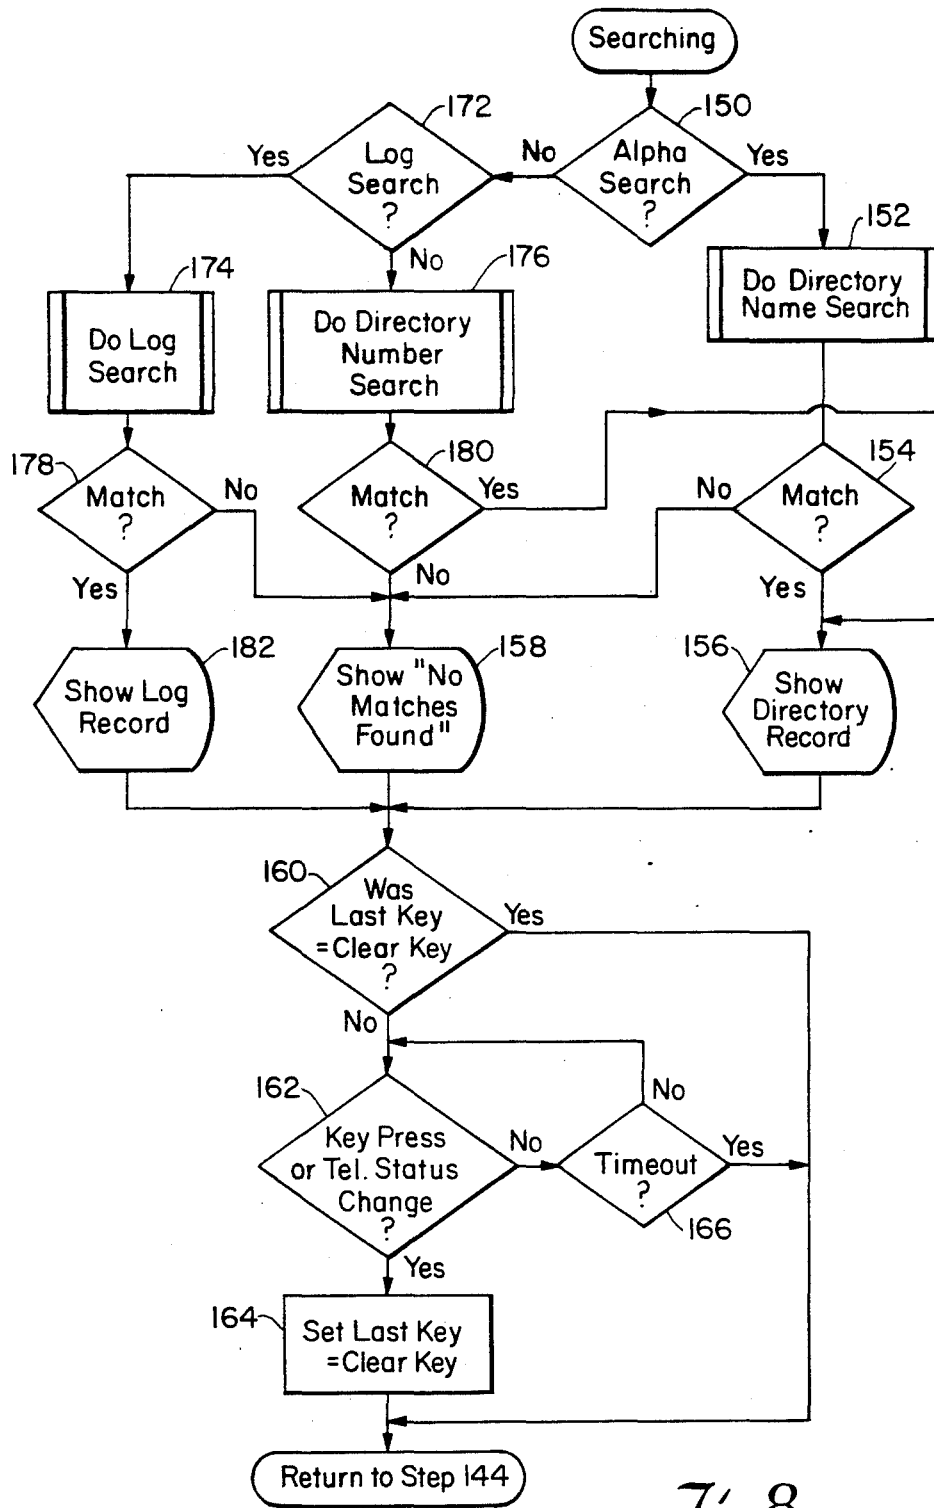 Searching
150
172
Alpha
Search
?
Log
Search
?
Yes
No
Yes
152
174
No
176
Do Directory
Name Search
Do Log
Search
Do Directory
Number
Search
178
180
154
Match
?
No
Match
?
Yes
No
Match
?
Yes
No
Yes
182
158
156
Show Log
Record
Show "No
Matches
Found"
Show
Directory
Record
160
Was
Last Key
=Clear Key
?
Yes
No
162
No
Key Press
or Tel. Status
Change
?
No
Timeout
?
Yes
166
Yes
164
Set Last Key
=Clear Key
Return to Step 144
8